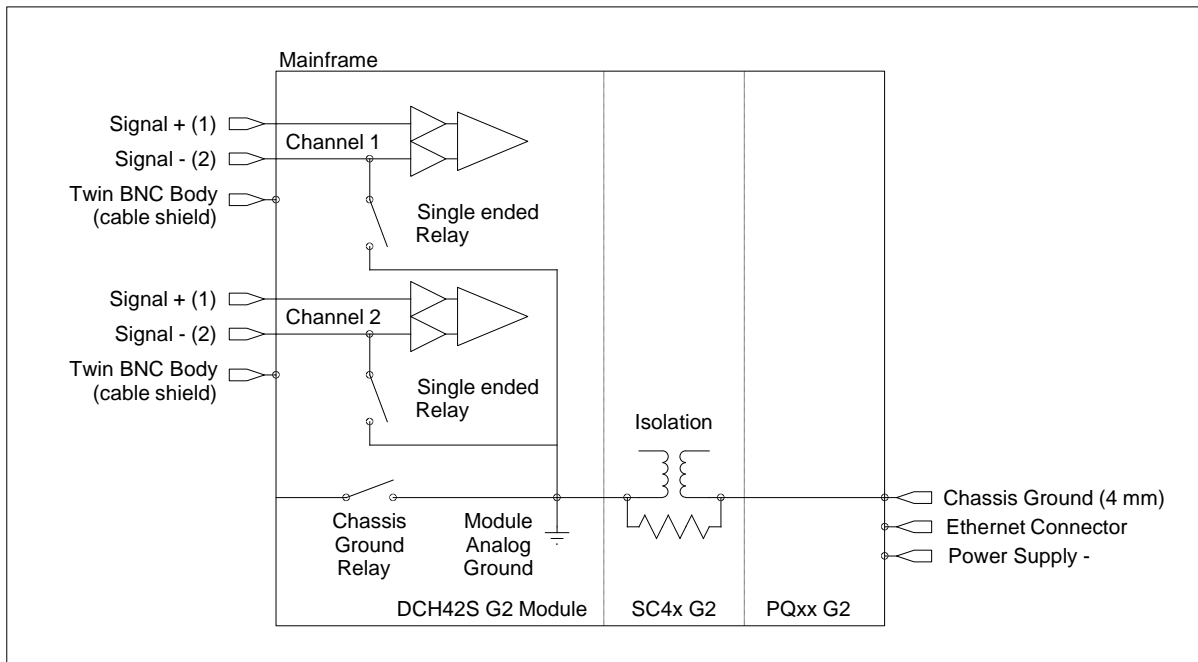 Mainframe
Signal + (1)
Channel 1
Signal - (2)
Twin BNC Body
(cable shield)
Single ended
Relay
Signal + (1)
Channel 2
Signal - (2)
Twin BNC Body
(cable shield)
Single ended
Relay
Isolation
Chassis Ground (4 mm)
Ethernet Connector
Power Supply -
Chassis
Ground
Relay
Module
Analog
Ground
DCH42S G2 Module
SC4x G2
PQxx G2